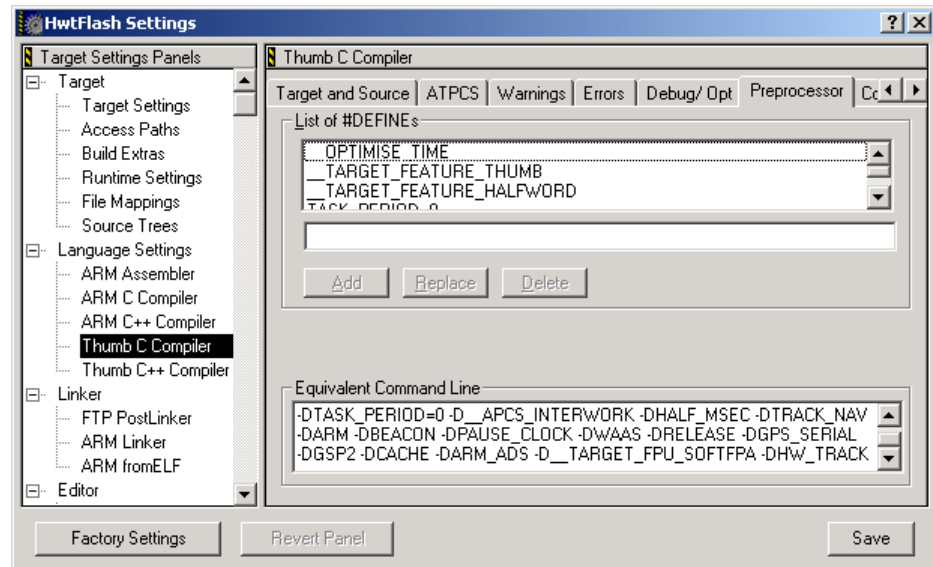 HwtFlash Settings
Target Settings Panels
Target
Target Settings
Access Paths
Build Extras
Runtime Settings
File Mappings
Source Trees
Language Settings
ARM Assembler
ARM C Compiler
ARM C++ Compiler
Thumb C Compiler
Thumb C++ Compiler
Linker
FTP PostLinker
ARM Linker
ARM fromELF
Editor
Thumb C Compiler
Target and Source ATPCS Warnings Errors Debug/ Opt Preprocessor
List of #DEFINEs
__OPTIMISE_TIME
__TARGET_FEATURE_THUMB
__TARGET_FEATURE_HALFWORD
TASK_PERIOD 0
Add Replace Delete
Equivalent Command Line
-DTASK_PERIOD=0 -D__APCS_INTERWORK -DHALF_MSEC -DTRACK_NAV
-DARM -DBEACON -DPAUSE_CLOCK -DWAAS -DRELEASE -DGPS_SERIAL
-DGSP2 -DCACHE -DARM_ADS -D__TARGET_FPU_SOFTFPA -DHW_TRACK
Factory Settings Revert Panel Save